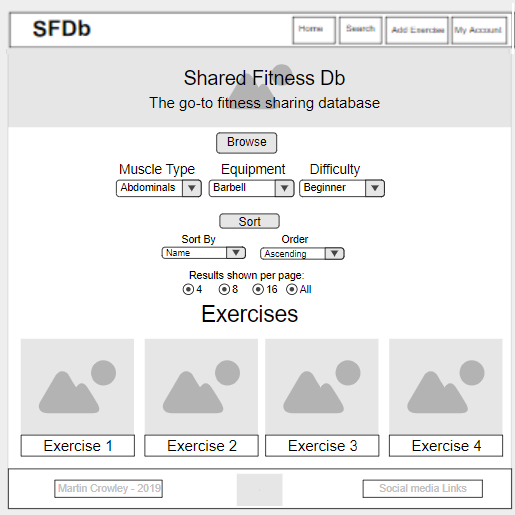 SFDb
Home Search Add Exercise My Account
Shared Fitness Db
The go-to fitness sharing database
Browse
Muscle Type Equipment Difficulty
Abdominals Barbell Beginner
Sort
Sort By Order
Name Ascending
Results shown per page:
4 8 16 All
Exercises
Exercise 1 Exercise 2 Exercise 3 Exercise 4
Martin Crowley - 2019 Social media Links